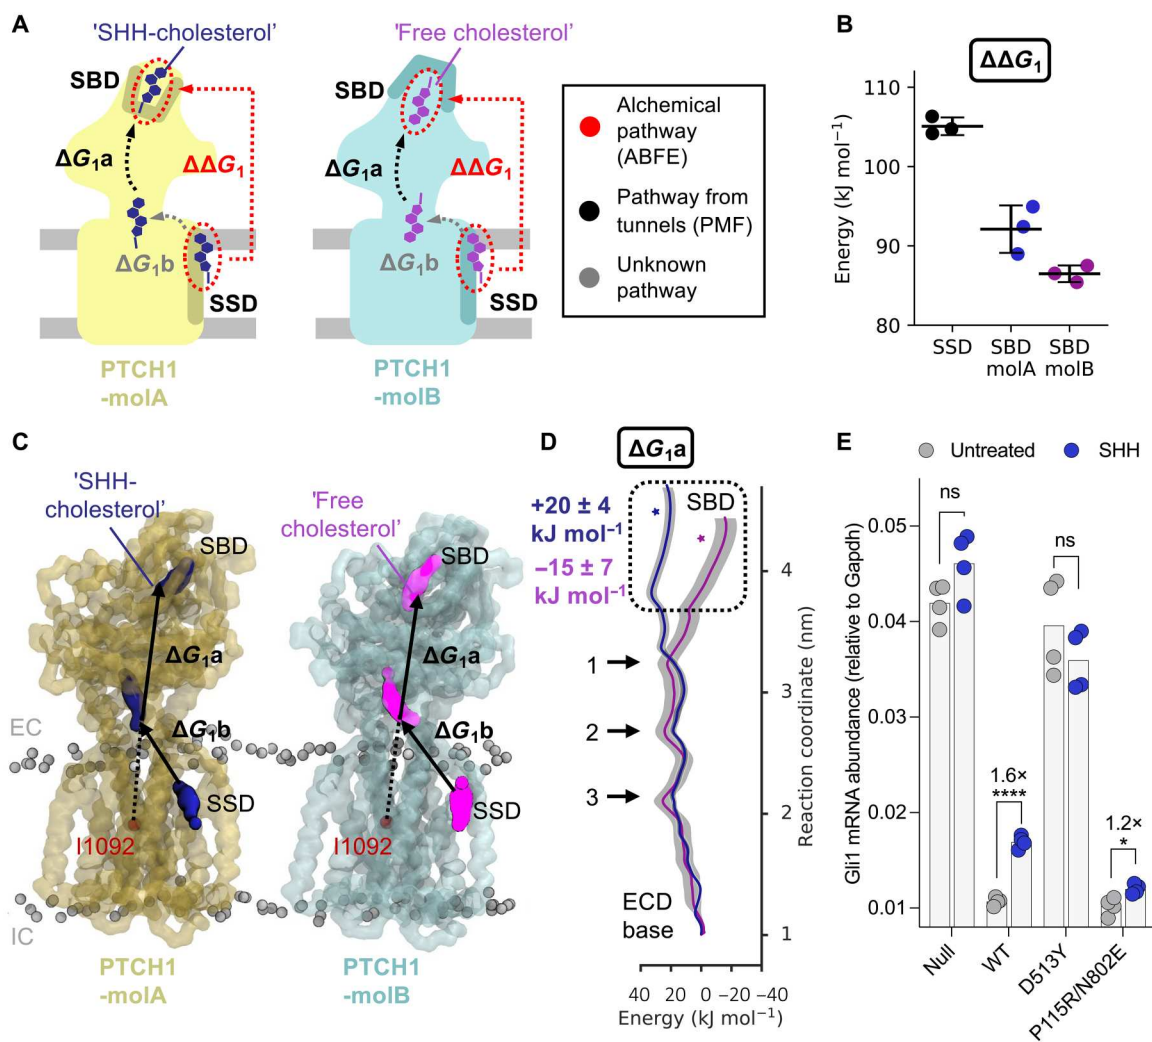 A
'SHH-cholesterol'
'Free cholesterol'
SBD
SBD
ΔG₁a
ΔΔG₁
ΔG₁a
ΔΔG₁
ΔG₁b
ΔG₁b
SSD
SSD
PTCH1
-molA
PTCH1
-molB
Alchemical
pathway
(ABFE)
Pathway from
tunnels (PMF)
Unknown
pathway
B
ΔΔG₁
Energy (kJ mol⁻¹)
110
100
90
80
SSD
SBD
molA
SBD
molB
C
'SHH-
cholesterol'
'Free
cholesterol'
SBD
SBD
ΔG₁a
ΔG₁a
EC
ΔG₁b
ΔG₁b
SSD
SSD
I1092
I1092
IC
PTCH1
-molA
PTCH1
-molB
D
ΔG₁a
+20 ± 4
kJ mol⁻¹
−15 ± 7
kJ mol⁻¹
SBD
1
2
3
ECD
base
4
3
2
1
Reaction coordinate (nm)
40 20 0 −20 −40
Energy (kJ mol⁻¹)
E
Untreated
SHH
Gli1 mRNA abundance (relative to Gapdh)
0.05
0.04
0.03
0.02
0.01
ns
1.6×
****
ns
1.2×
*
Null
WT
D513Y
P115R/N802E